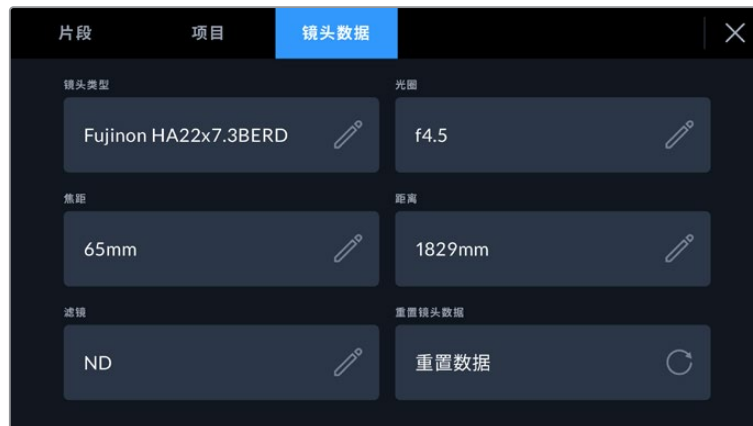 片段 项目 镜头数据
镜头类型 光圈
Fujinon HA22x7.3BERD f4.5
焦距 距离
65mm 1829mm
滤镜 重置镜头数据
ND 重置数据